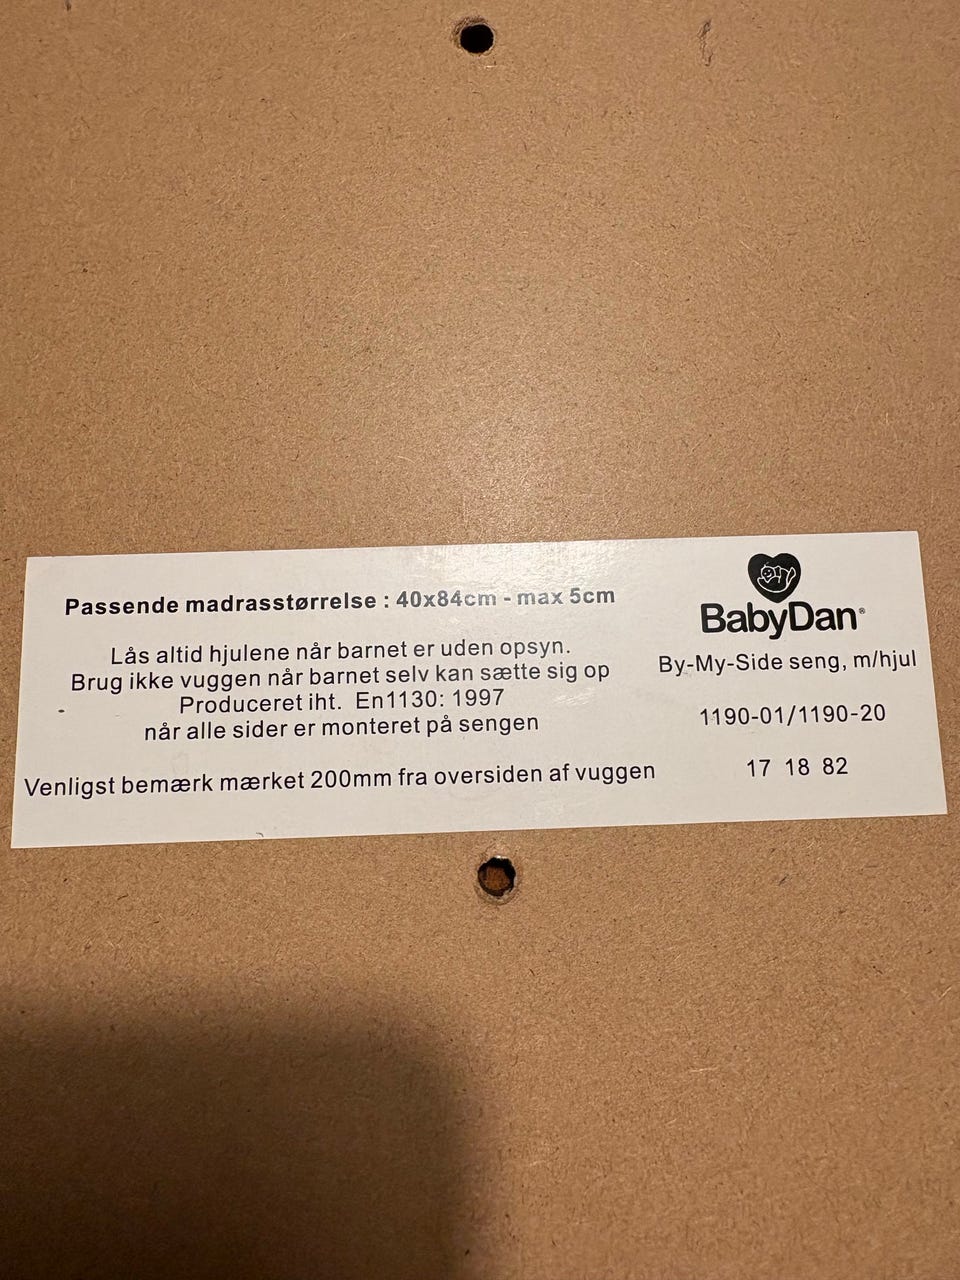 Passende madrasstørrelse : 40x84cm - max 5cm
Lås altid hjulene når barnet er uden opsyn.
Brug ikke vuggen når barnet selv kan sætte sig op
Produceret iht. En1130: 1997
når alle sider er monteret på sengen
Venligst bemærk mærket 200mm fra oversiden af vuggen
BabyDan®
By-My-Side seng, m/hjul
1190-01/1190-20
17 18 82